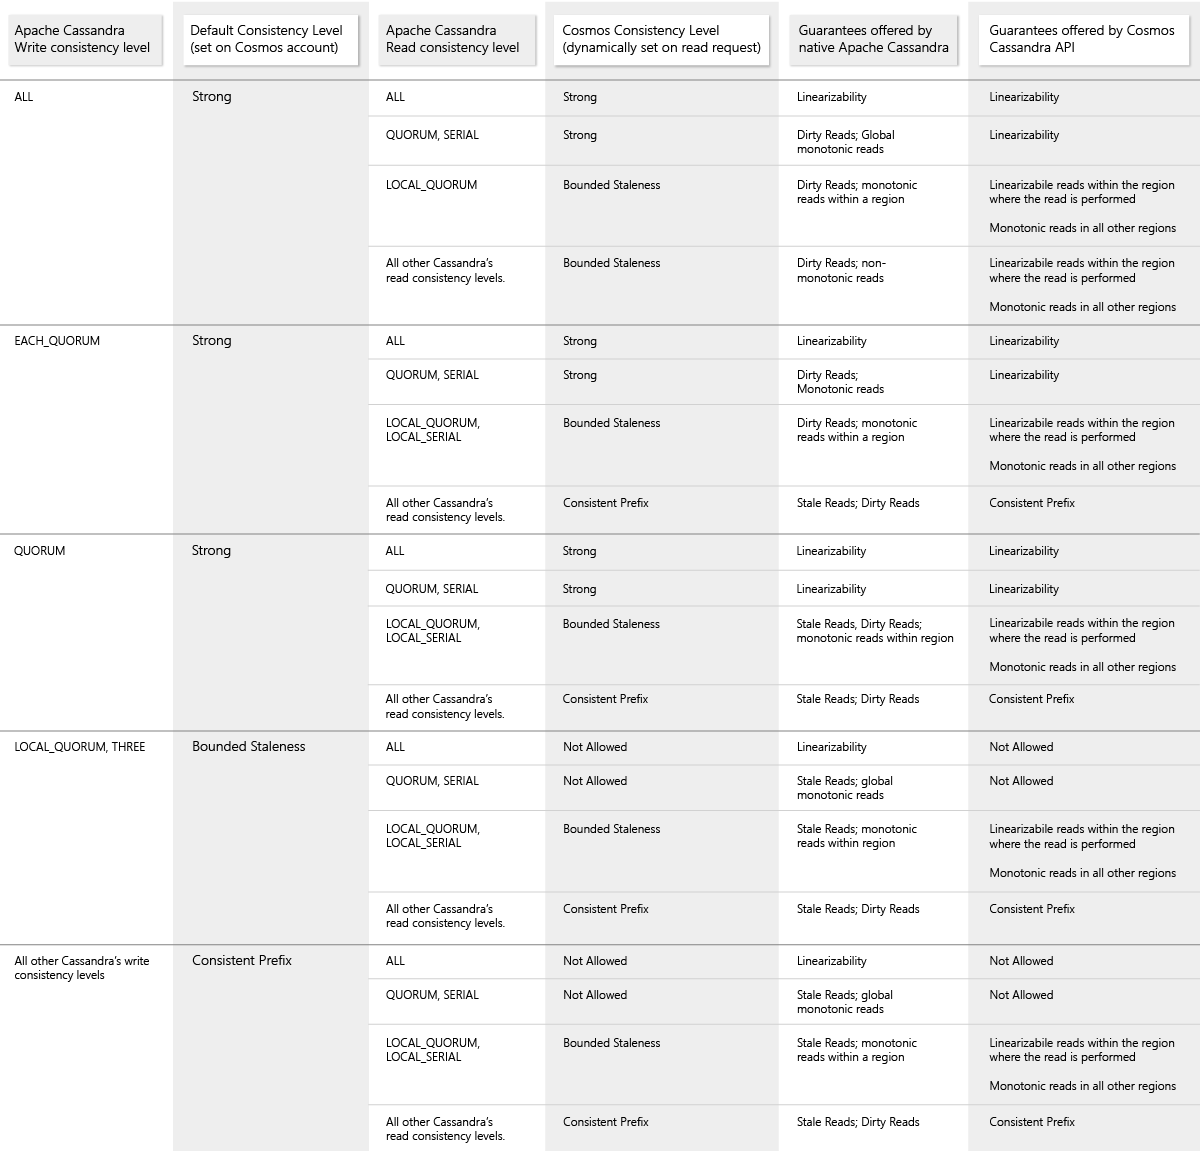 Apache Cassandra
Write consistency level
Default Consistency Level
(set on Cosmos account)
Apache Cassandra
Read consistency level
Cosmos Consistency Level
(dynamically set on read request)
Guarantees offered by
native Apache Cassandra
Guarantees offered by Cosmos
Cassandra API
ALL
Strong
ALL
Strong
Linearizability
Linearizability
QUORUM, SERIAL
Strong
Dirty Reads; Global
monotonic reads
Linearizability
LOCAL_QUORUM
Bounded Staleness
Dirty Reads; monotonic
reads within a region
Linearizabile reads within the region
where the read is performed
Monotonic reads in all other regions
All other Cassandra's
read consistency levels.
Bounded Staleness
Dirty Reads; non-
monotonic reads
Linearizabile reads within the region
where the read is performed
Monotonic reads in all other regions
EACH_QUORUM
Strong
ALL
Strong
Linearizability
Linearizability
QUORUM, SERIAL
Strong
Dirty Reads;
Monotonic reads
Linearizability
LOCAL_QUORUM,
LOCAL_SERIAL
Bounded Staleness
Dirty Reads; monotonic
reads within a region
Linearizabile reads within the region
where the read is performed
Monotonic reads in all other regions
All other Cassandra's
read consistency levels.
Consistent Prefix
Stale Reads; Dirty Reads
Consistent Prefix
QUORUM
Strong
ALL
Strong
Linearizability
Linearizability
QUORUM, SERIAL
Strong
Linearizability
Linearizability
LOCAL_QUORUM,
LOCAL_SERIAL
Bounded Staleness
Stale Reads, Dirty Reads;
monotonic reads within region
Linearizabile reads within the region
where the read is performed
Monotonic reads in all other regions
All other Cassandra's
read consistency levels.
Consistent Prefix
Stale Reads; Dirty Reads
Consistent Prefix
LOCAL_QUORUM, THREE
Bounded Staleness
ALL
Not Allowed
Linearizability
Not Allowed
QUORUM, SERIAL
Not Allowed
Stale Reads; global
monotonic reads
Not Allowed
LOCAL_QUORUM,
LOCAL_SERIAL
Bounded Staleness
Stale Reads; monotonic
reads within region
Linearizabile reads within the region
where the read is performed
Monotonic reads in all other regions
All other Cassandra's
read consistency levels.
Consistent Prefix
Stale Reads; Dirty Reads
Consistent Prefix
All other Cassandra's write
consistency levels
Consistent Prefix
ALL
Not Allowed
Linearizability
Not Allowed
QUORUM, SERIAL
Not Allowed
Stale Reads; global
monotonic reads
Not Allowed
LOCAL_QUORUM,
LOCAL_SERIAL
Bounded Staleness
Stale Reads; monotonic
reads within a region
Linearizabile reads within the region
where the read is performed
Monotonic reads in all other regions
All other Cassandra's
read consistency levels.
Consistent Prefix
Stale Reads; Dirty Reads
Consistent Prefix